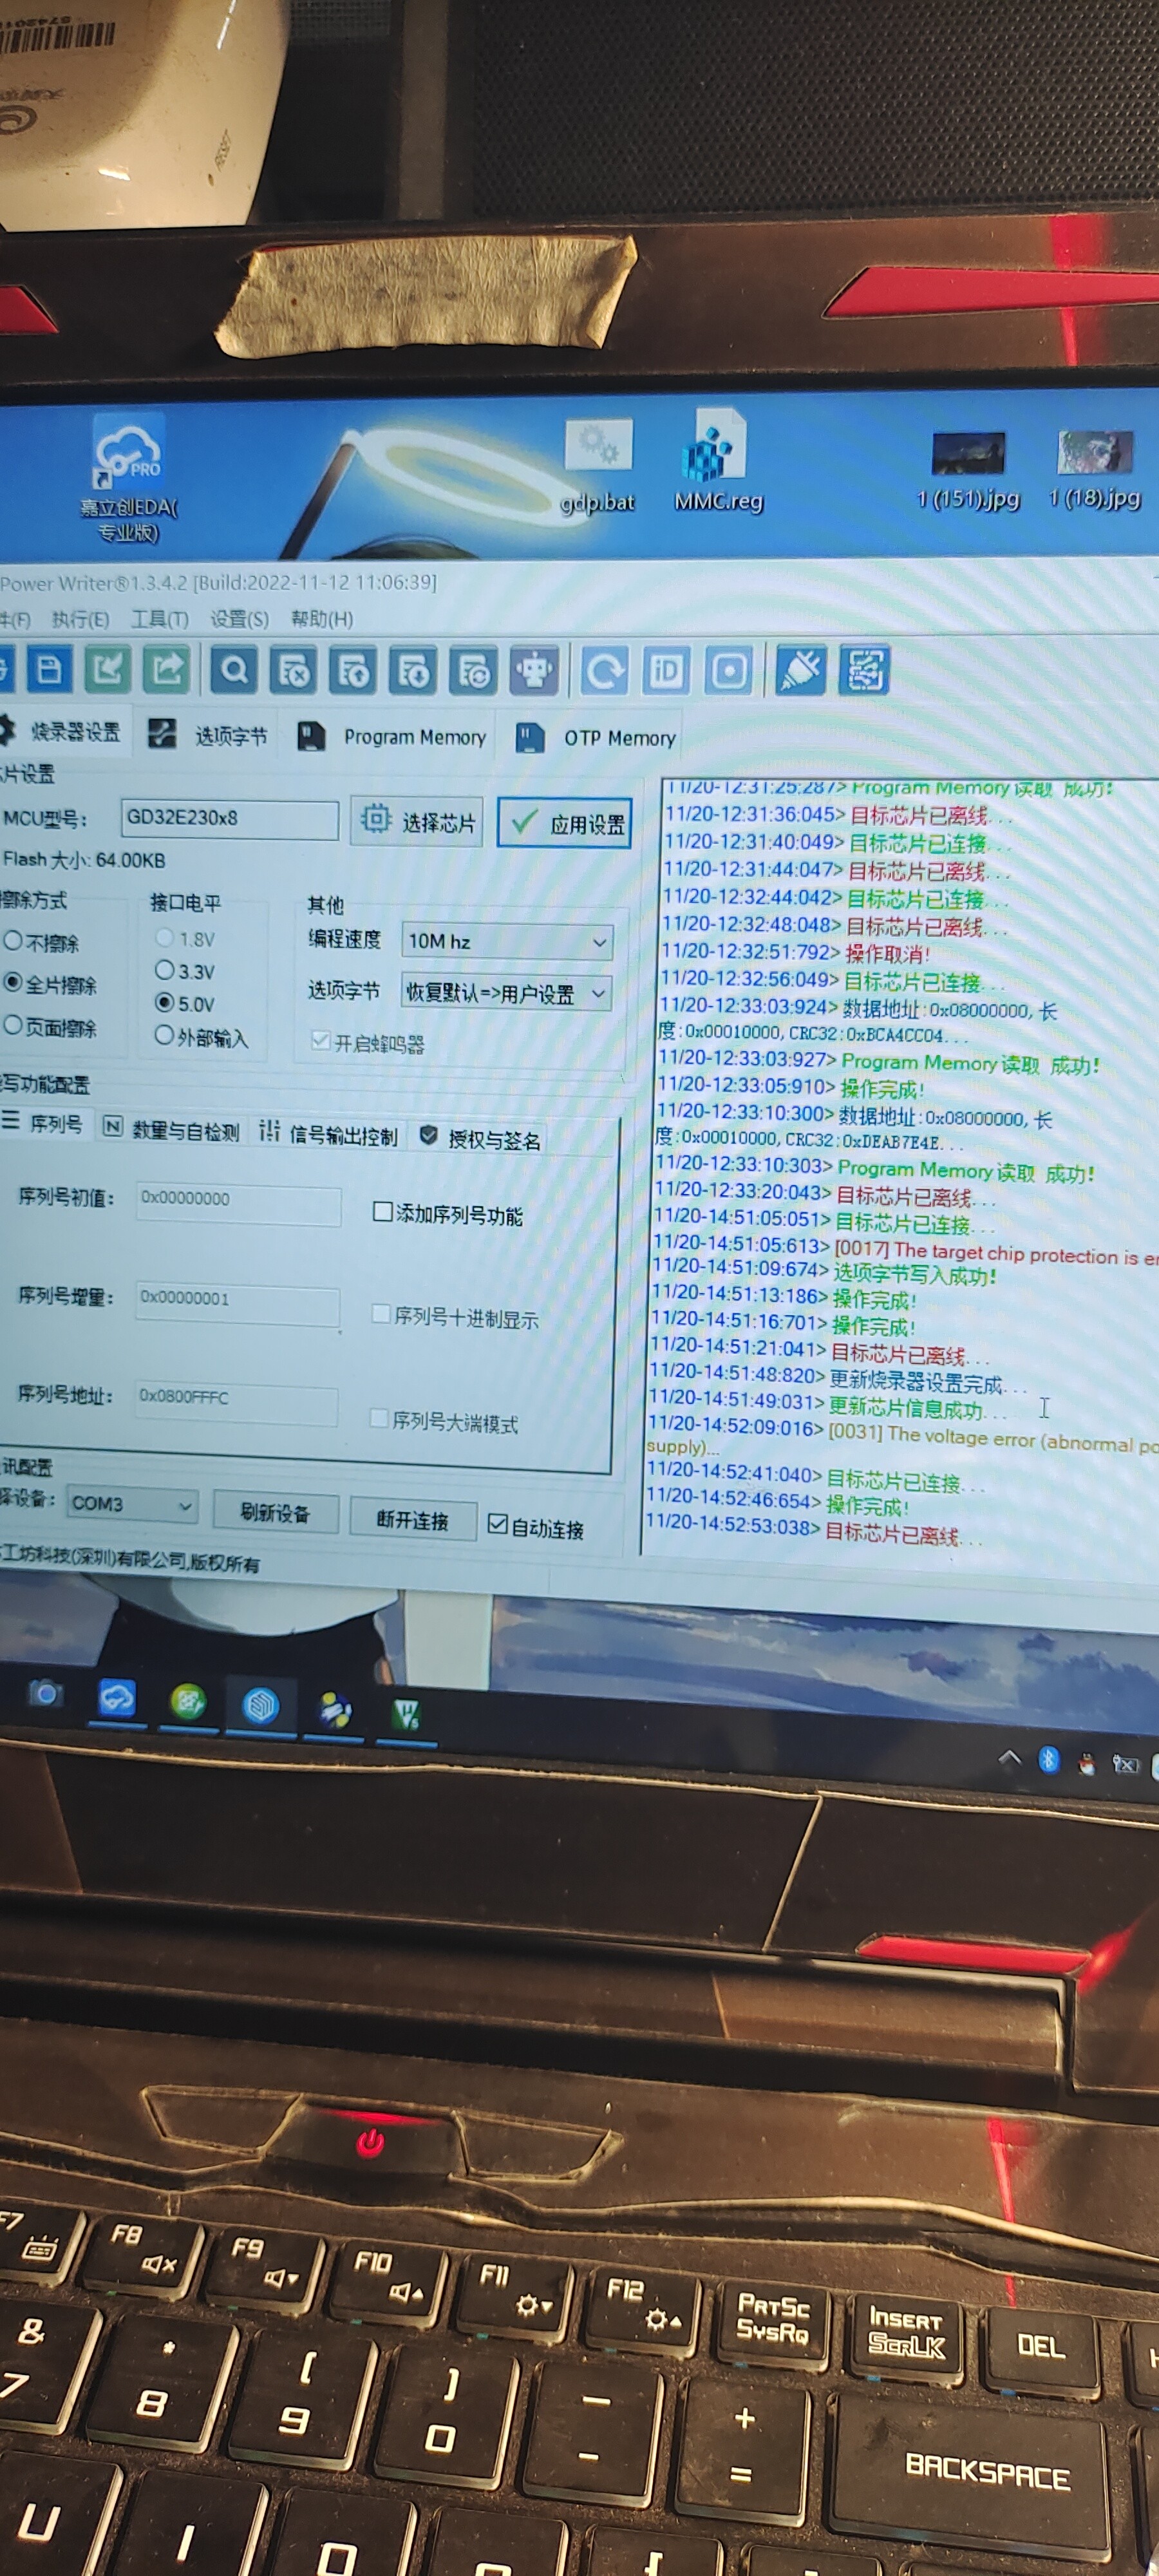 PRO
嘉立创EDA(
专业版)
gdp.bat
MMC.reg
1 (151).jpg
1 (18).jpg
Power Writer®1.3.4.2 [Build:2022-11-12 11:06:39]
件(F) 执行(E) 工具(T) 设置(S) 帮助(H)
iD
烧录器设置 选项字节 Program Memory OTP Memory
片设置
MCU型号: GD32E230x8 选择芯片 应用设置
Flash 大小: 64.00KB
擦除方式 接口电平 其他
不擦除 1.8V 编程速度 10M hz
全片擦除 3.3V
5.0V 选项字节 恢复默认=>用户设置
页面擦除 外部输入 开启蜂鸣器
写功能配置
序列号 数量与自检测 信号输出控制 授权与签名
序列号初值: 0x00000000 添加序列号功能
序列号增量: 0x00000001 序列号十进制显示
序列号地址: 0x0800FFFC 序列号大端模式
讯配置
择设备: COM3 刷新设备 断开连接 自动连接
工坊科技(深圳)有限公司,版权所有
11/20-12:31:25:287> Program Memory 读取 成功!
11/20-12:31:36:045> 目标芯片已离线...
11/20-12:31:40:049> 目标芯片已连接...
11/20-12:31:44:047> 目标芯片已离线...
11/20-12:32:44:042> 目标芯片已连接...
11/20-12:32:48:048> 目标芯片已离线...
11/20-12:32:51:792> 操作取消!
11/20-12:32:56:049> 目标芯片已连接...
11/20-12:33:03:924> 数据地址:0x08000000, 长
度:0x00010000, CRC32:0xBCA4CC04...
11/20-12:33:03:927> Program Memory 读取 成功!
11/20-12:33:05:910> 操作完成!
11/20-12:33:10:300> 数据地址:0x08000000, 长
度:0x00010000, CRC32:0xDEAB7E4E...
11/20-12:33:10:303> Program Memory 读取 成功!
11/20-12:33:20:043> 目标芯片已离线...
11/20-14:51:05:051> 目标芯片已连接...
11/20-14:51:05:613> [0017] The target chip protection is en
11/20-14:51:09:674> 选项字节写入成功!
11/20-14:51:13:186> 操作完成!
11/20-14:51:16:701> 操作完成!
11/20-14:51:21:041> 目标芯片已离线...
11/20-14:51:48:820> 更新烧录器设置完成...
11/20-14:51:49:031> 更新芯片信息成功...
11/20-14:52:09:016> [0031] The voltage error (abnormal po
supply)...
11/20-14:52:41:040> 目标芯片已连接...
11/20-14:52:46:654> 操作完成!
11/20-14:52:53:038> 目标芯片已离线...
F7 F8 F9 F10 F11 F12 PRTSC SYSRQ INSERT SCRLK DEL
& * ( ) — +
7 8 9 0 - = BACKSPACE
U I